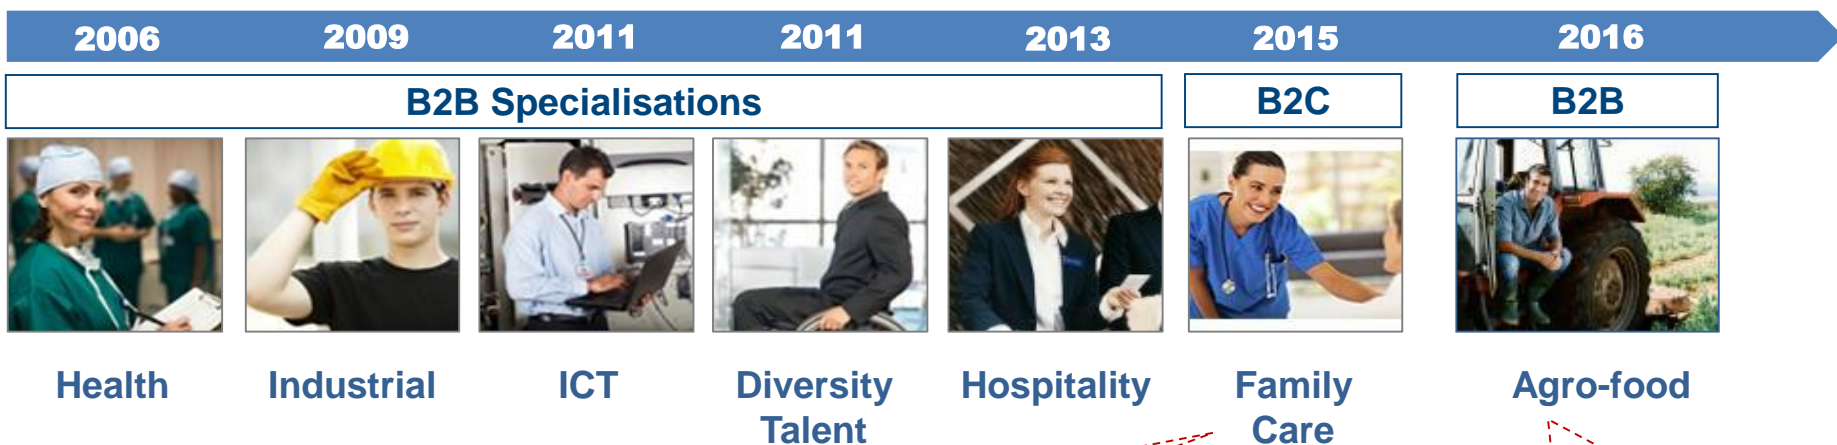 2006 2009 2011 2011 2013 2015 2016
B2B Specialisations B2C B2B
Health Industrial ICT Diversity Hospitality Family Agro-food
Talent Care